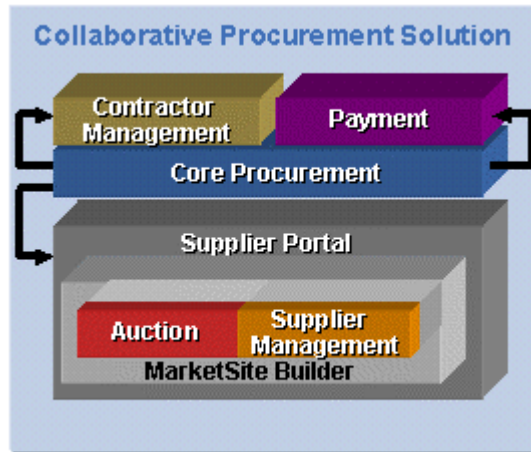 Collaborative Procurement Solution
Contractor
Management
Payment
Core Procurement
Supplier Portal
Auction
Supplier
Management
MarketSite Builder